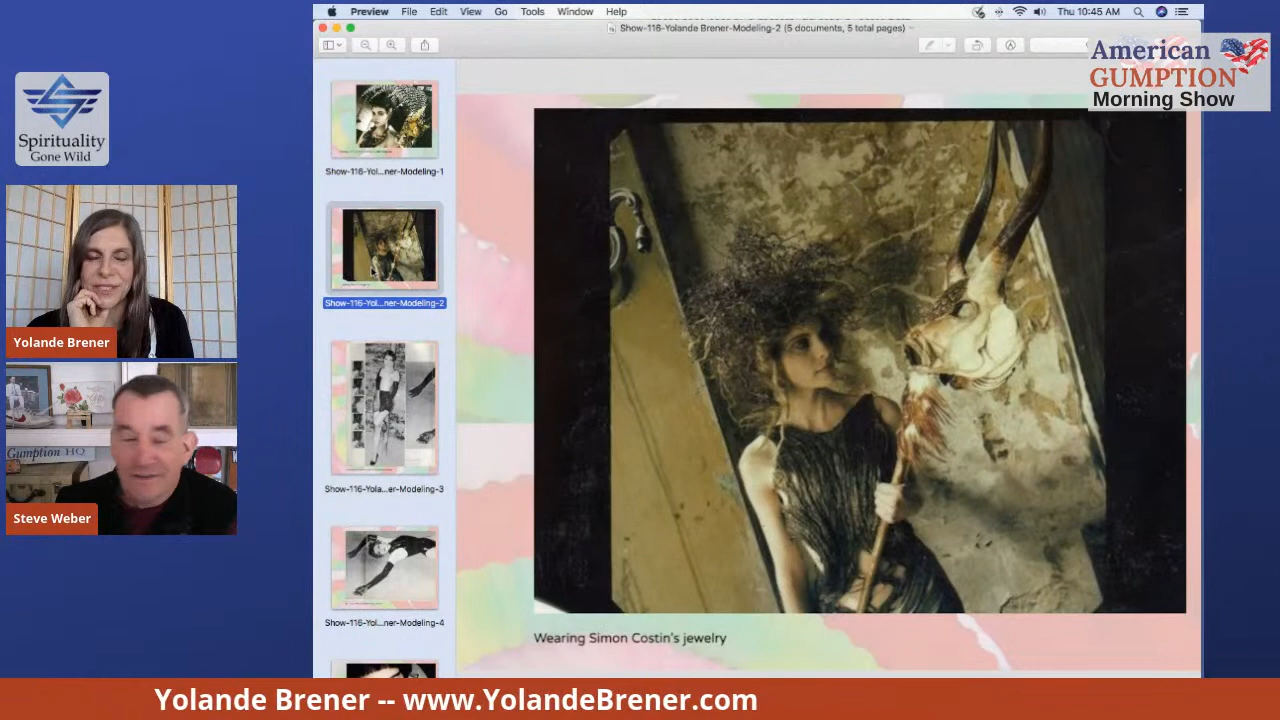 Preview File Edit View Go Tools Window Help
Thu 10:45 AM
Show-116-Yolande Brener-Modeling-2 (5 documents, 5 total pages)
American
GUMPTION
Morning Show
Spirituality
Gone Wild
Show-116-Yol...ner-Modeling-1
Show-116-Yol...ner-Modeling-2
Show-116-Yola...er-Modeling-3
Show-116-Yol...ner-Modeling-4
Yolande Brener
Gumption HQ
Steve Weber
Wearing Simon Costin's jewelry
Yolande Brener -- www.YolandeBrener.com